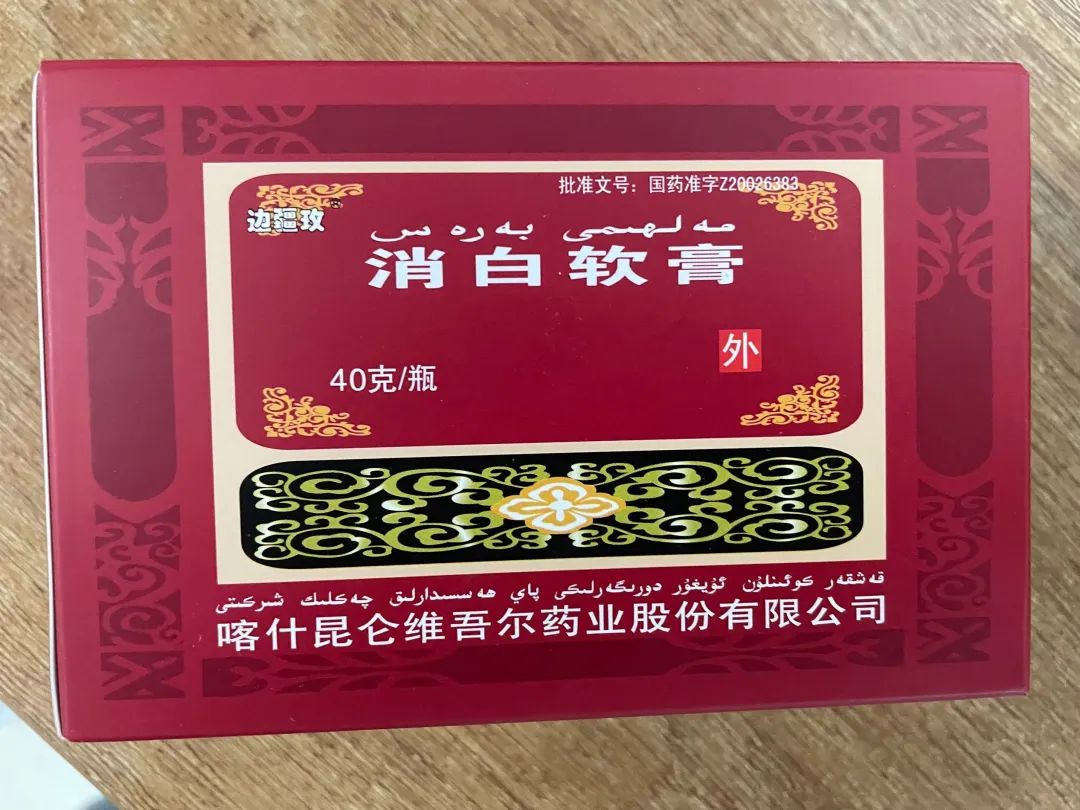 批准文号：国药准字Z20026383
边疆玫
مەلھىمى بەرەس
消白软膏
外
40克/瓶
قەشقەر كوئىنلۇن ئۇيغۇر دورىگەرلىكى پاي ھەسسىدارلىق چەكلىك شىركىتى
喀什昆仑维吾尔药业股份有限公司